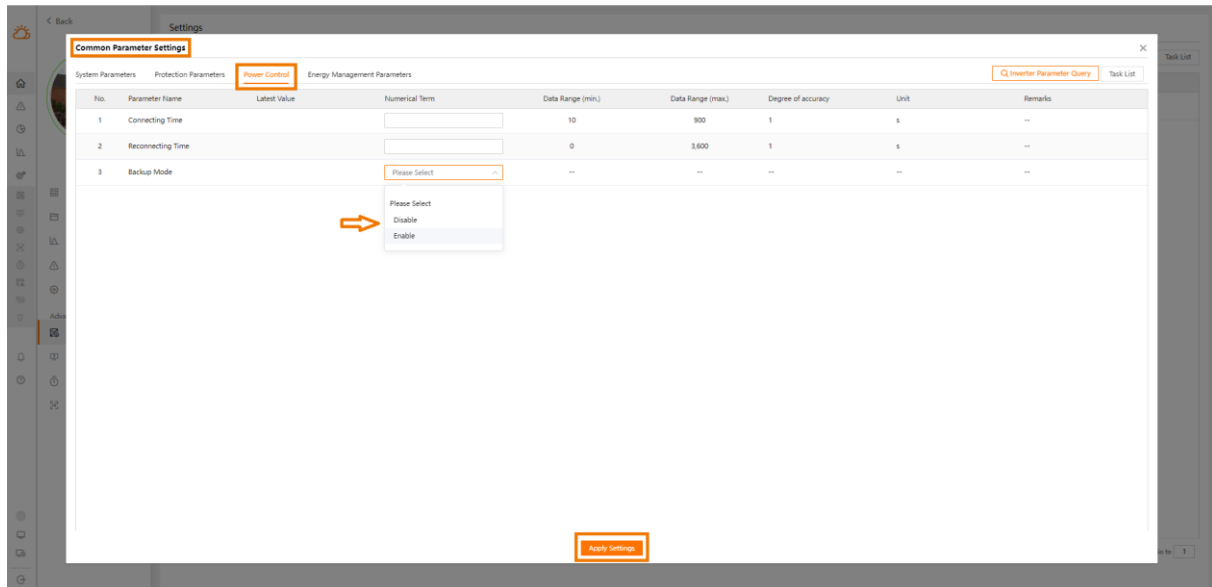 < Back
Settings
Common Parameter Settings
Task List
System Parameters Protection Parameters Power Control Energy Management Parameters Inverter Parameter Query Task List
No. Parameter Name Latest Value Numerical Term Data Range (min.) Data Range (max.) Degree of accuracy Unit Remarks
1 Connecting Time 10 900 1 s --
2 Reconnecting Time 0 3,600 1 s --
3 Backup Mode Please Select -- -- -- -- --
Please Select
Disable
Enable
Apply Settings
1